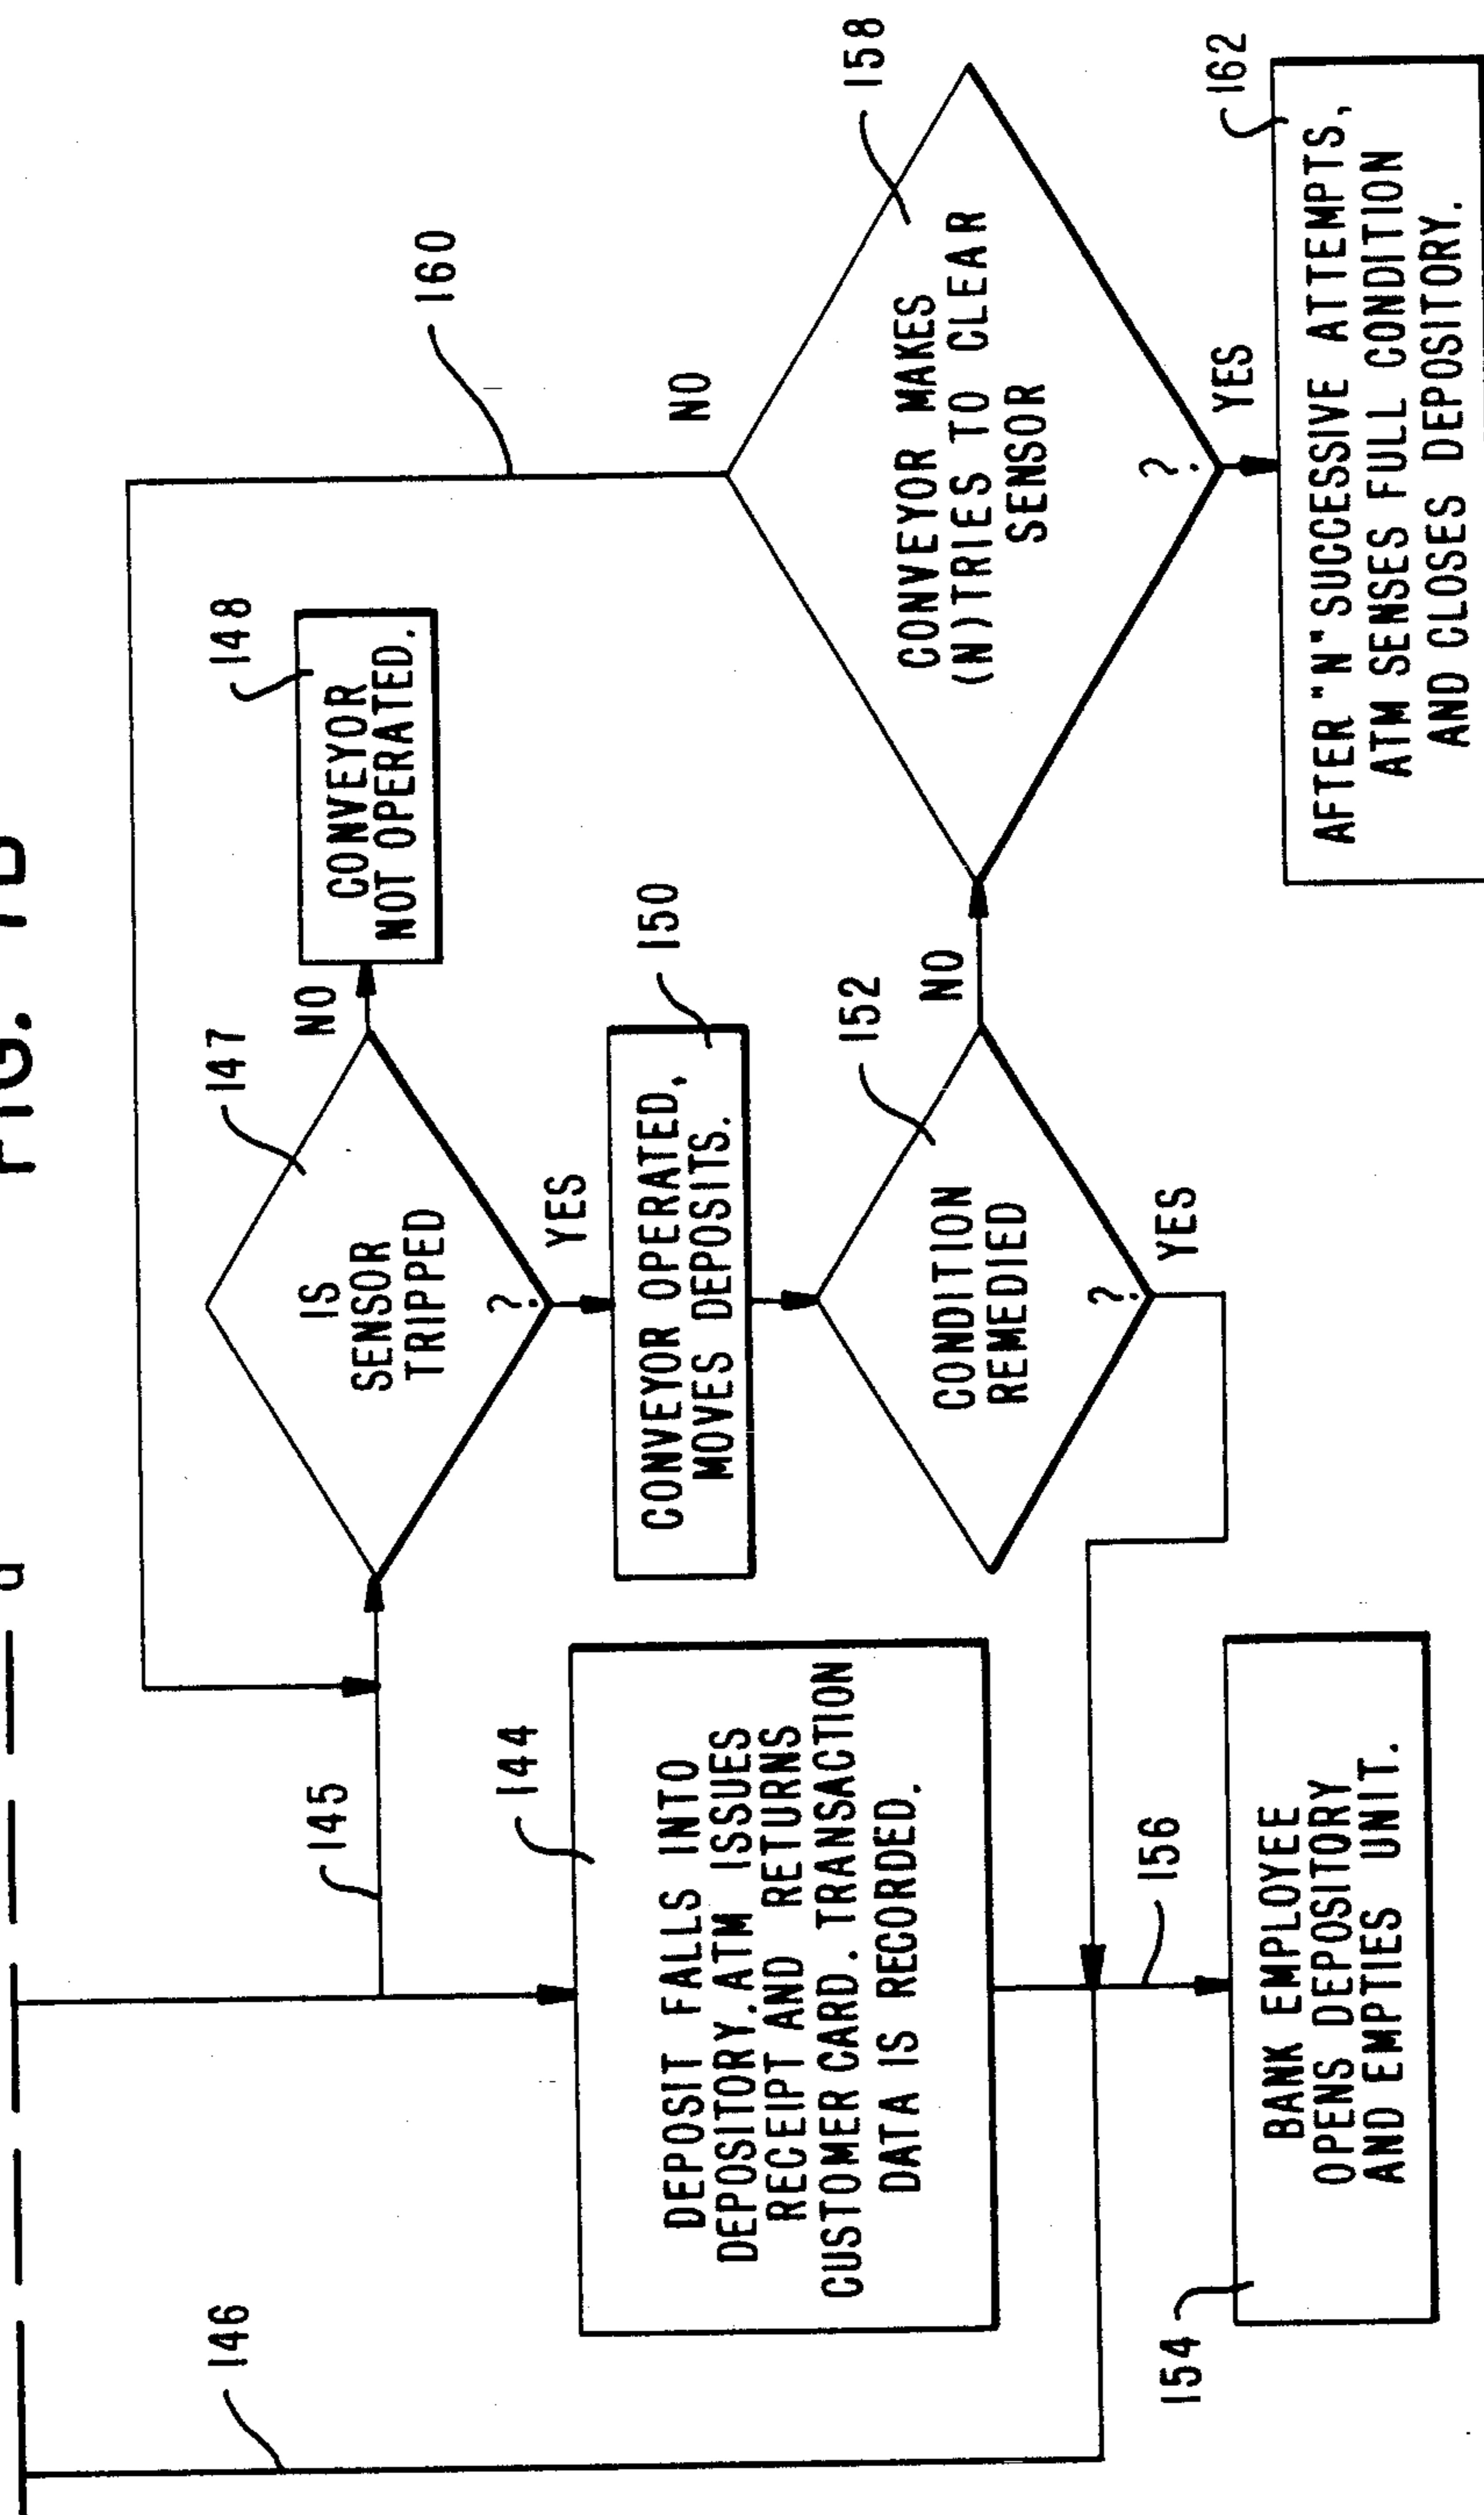 FIG. 7B
d
146
145
147
148
160
IS
SENSOR
TRIPPED
?
NO
YES
CONVEYOR
NOT OPERATED.
144
DEPOSIT FALLS INTO
DEPOSITORY. ATM ISSUES
RECEIPT AND RETURNS
CUSTOMER CARD. TRANSACTION
DATA IS RECORDED.
150
CONVEYOR OPERATED,
MOVES DEPOSITS.
152
CONDITION
REMEDIED
?
NO
YES
158
NO
CONVEYOR MAKES
(N) TRIES TO CLEAR
SENSOR
?
YES
156
154
BANK EMPLOYEE
OPENS DEPOSITORY
AND EMPTIES UNIT.
162
AFTER "N" SUCCESSIVE ATTEMPTS,
ATM SENSES FULL CONDITION
AND CLOSES DEPOSITORY.